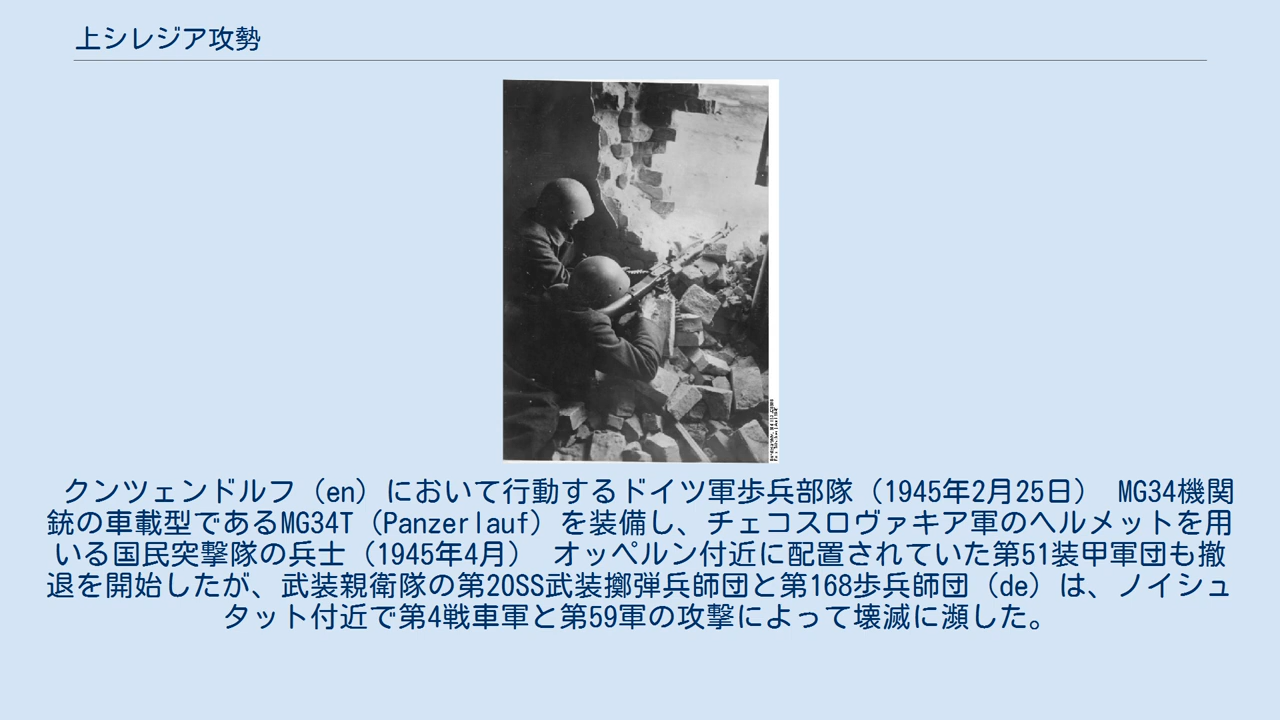 上シレジア攻勢
クンツェンドルフ（en）において行動するドイツ軍歩兵部隊（1945年2月25日） MG34機関
銃の車載型であるMG34T（Panzerlauf）を装備し、チェコスロヴァキア軍のヘルメットを用
いる国民突撃隊の兵士（1945年4月） オッペルン付近に配置されていた第51装甲軍団も撤
退を開始したが、武装親衛隊の第20SS武装擲弾兵師団と第168歩兵師団（de）は、ノイシュ
タット付近で第4戦車軍と第59軍の攻撃によって壊滅に瀕した。